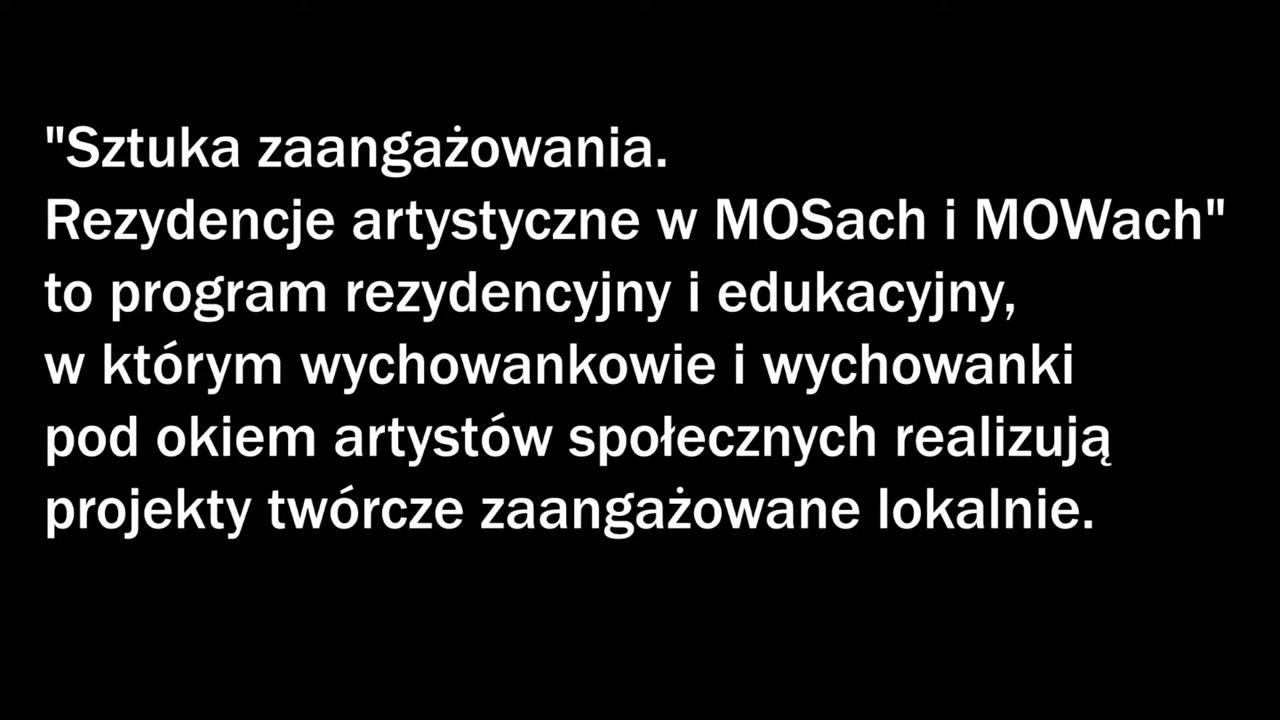 "Sztuka zaangażowania.
Rezydencje artystyczne w MOSach i MOWach"
to program rezydencyjny i edukacyjny,
w którym wychowankowie i wychowanki
pod okiem artystów społecznych realizują
projekty twórcze zaangażowane lokalnie.